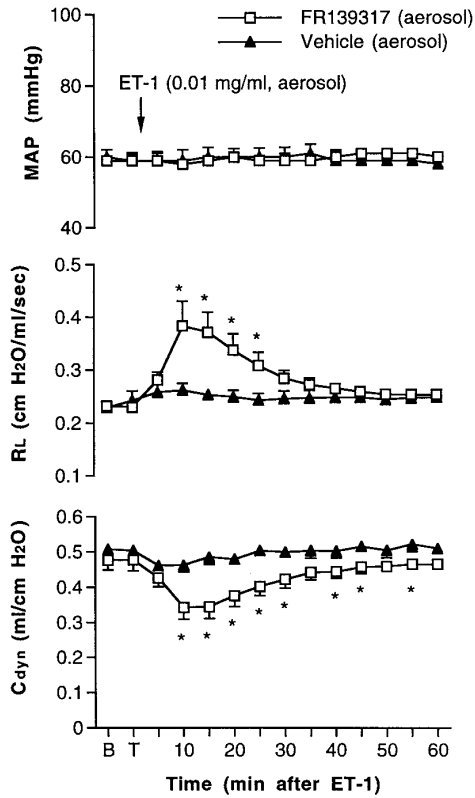 FR139317 (aerosol)
Vehicle (aerosol)
ET-1 (0.01 mg/ml, aerosol)
MAP (mmHg)
100
80
60
40
RL (cm H2O/ml/sec)
0.5
0.4
0.3
0.2
0.1
* * * *
Cdyn (ml/cm H2O)
0.6
0.5
0.4
0.3
0.2
0.1
0
* * * * * * * *
B T 10 20 30 40 50 60
Time (min after ET-1)